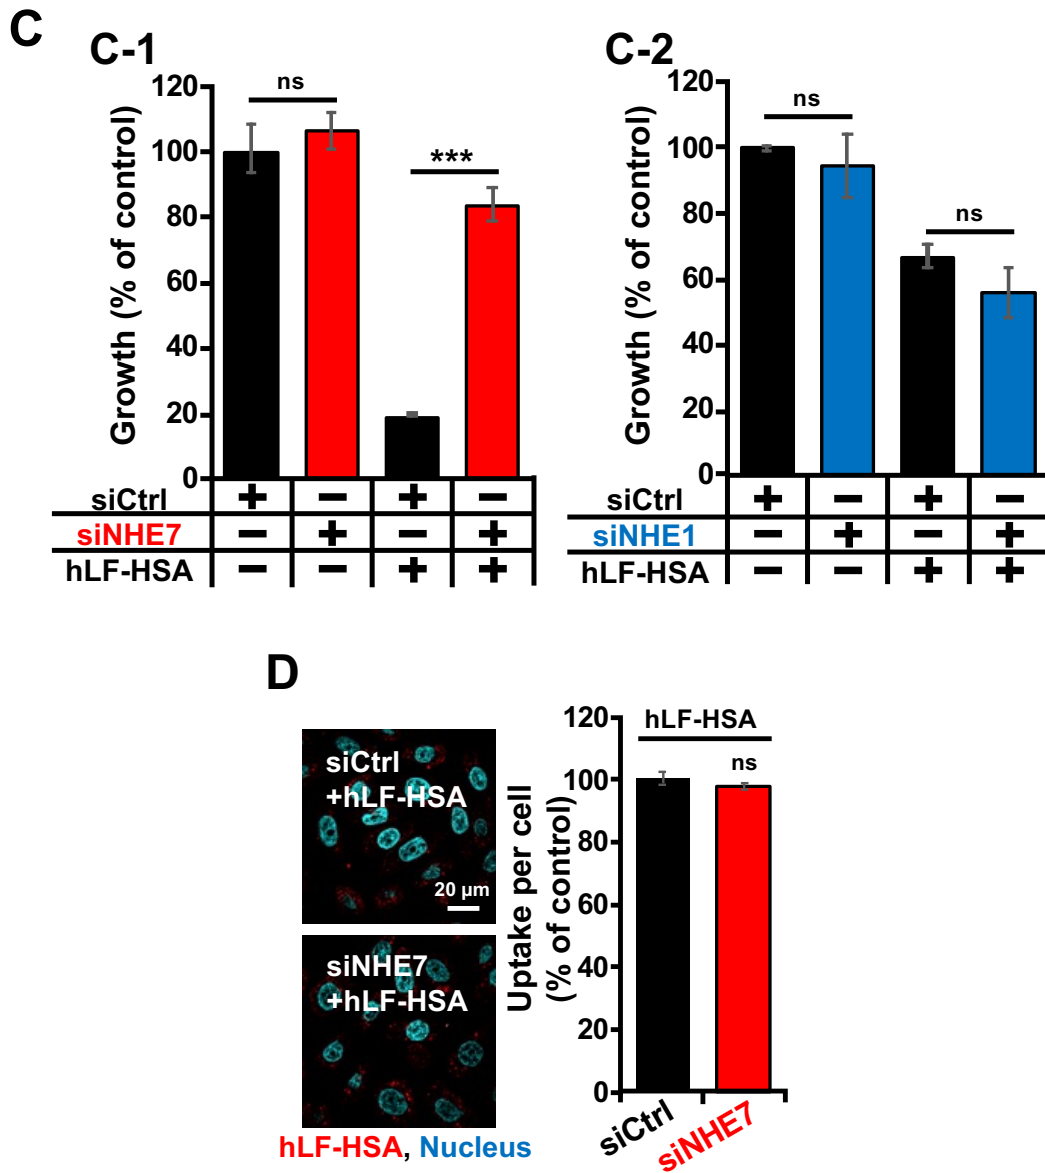 C
C-1
Growth (% of control)
120
100
80
60
40
20
0
ns
***
siCtrl + − + −
siNHE7 − + − +
hLF-HSA − − + +
C-2
Growth (% of control)
120
100
80
60
40
20
0
ns
ns
siCtrl + − + −
siNHE1 − + − +
hLF-HSA − − + +
D
siCtrl
+hLF-HSA
20 μm
siNHE7
+hLF-HSA
hLF-HSA, Nucleus
Uptake per cell
(% of control)
120
100
80
60
40
20
0
hLF-HSA
ns
siCtrl
siNHE7